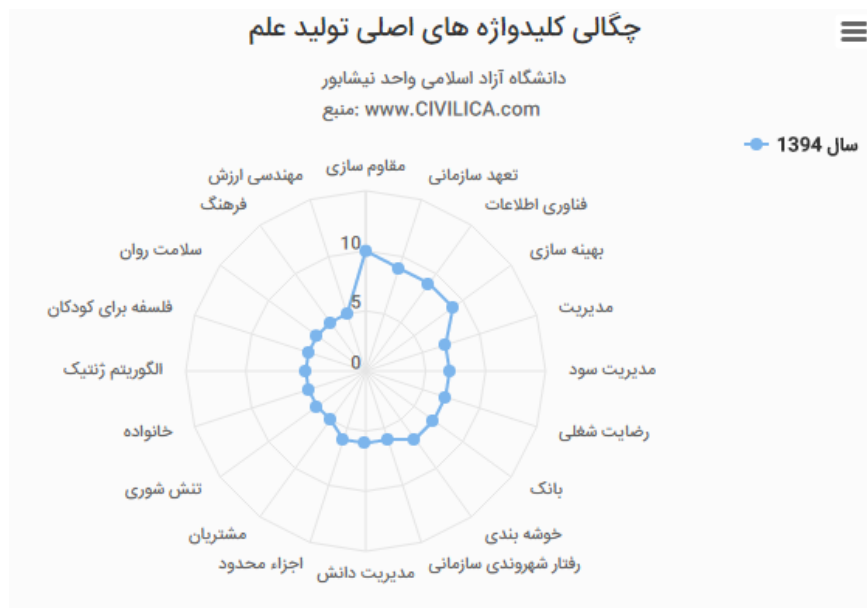 چگالی کلیدواژه های اصلی تولید علم
دانشگاه آزاد اسلامی واحد نیشابور
منبع: www.CIVILICA.com
سال 1394
مقاوم سازی
تعهد سازمانی
فناوری اطلاعات
بهینه سازی
مدیریت
مدیریت سود
رضایت شغلی
بانک
خوشه بندی
رفتار شهروندی سازمانی
مدیریت دانش
اجزاء محدود
مشتریان
تنش شوری
خانواده
الگوریتم ژنتیک
فلسفه برای کودکان
سلامت روان
فرهنگ
مهندسی ارزش
10
5
0